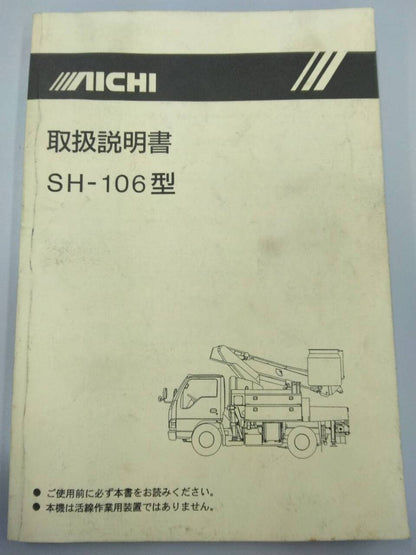 AICHI
取扱説明書
SH-106型
● ご使用前に必ず本書をお読みください。
● 本機は活線作業用装置ではありません。